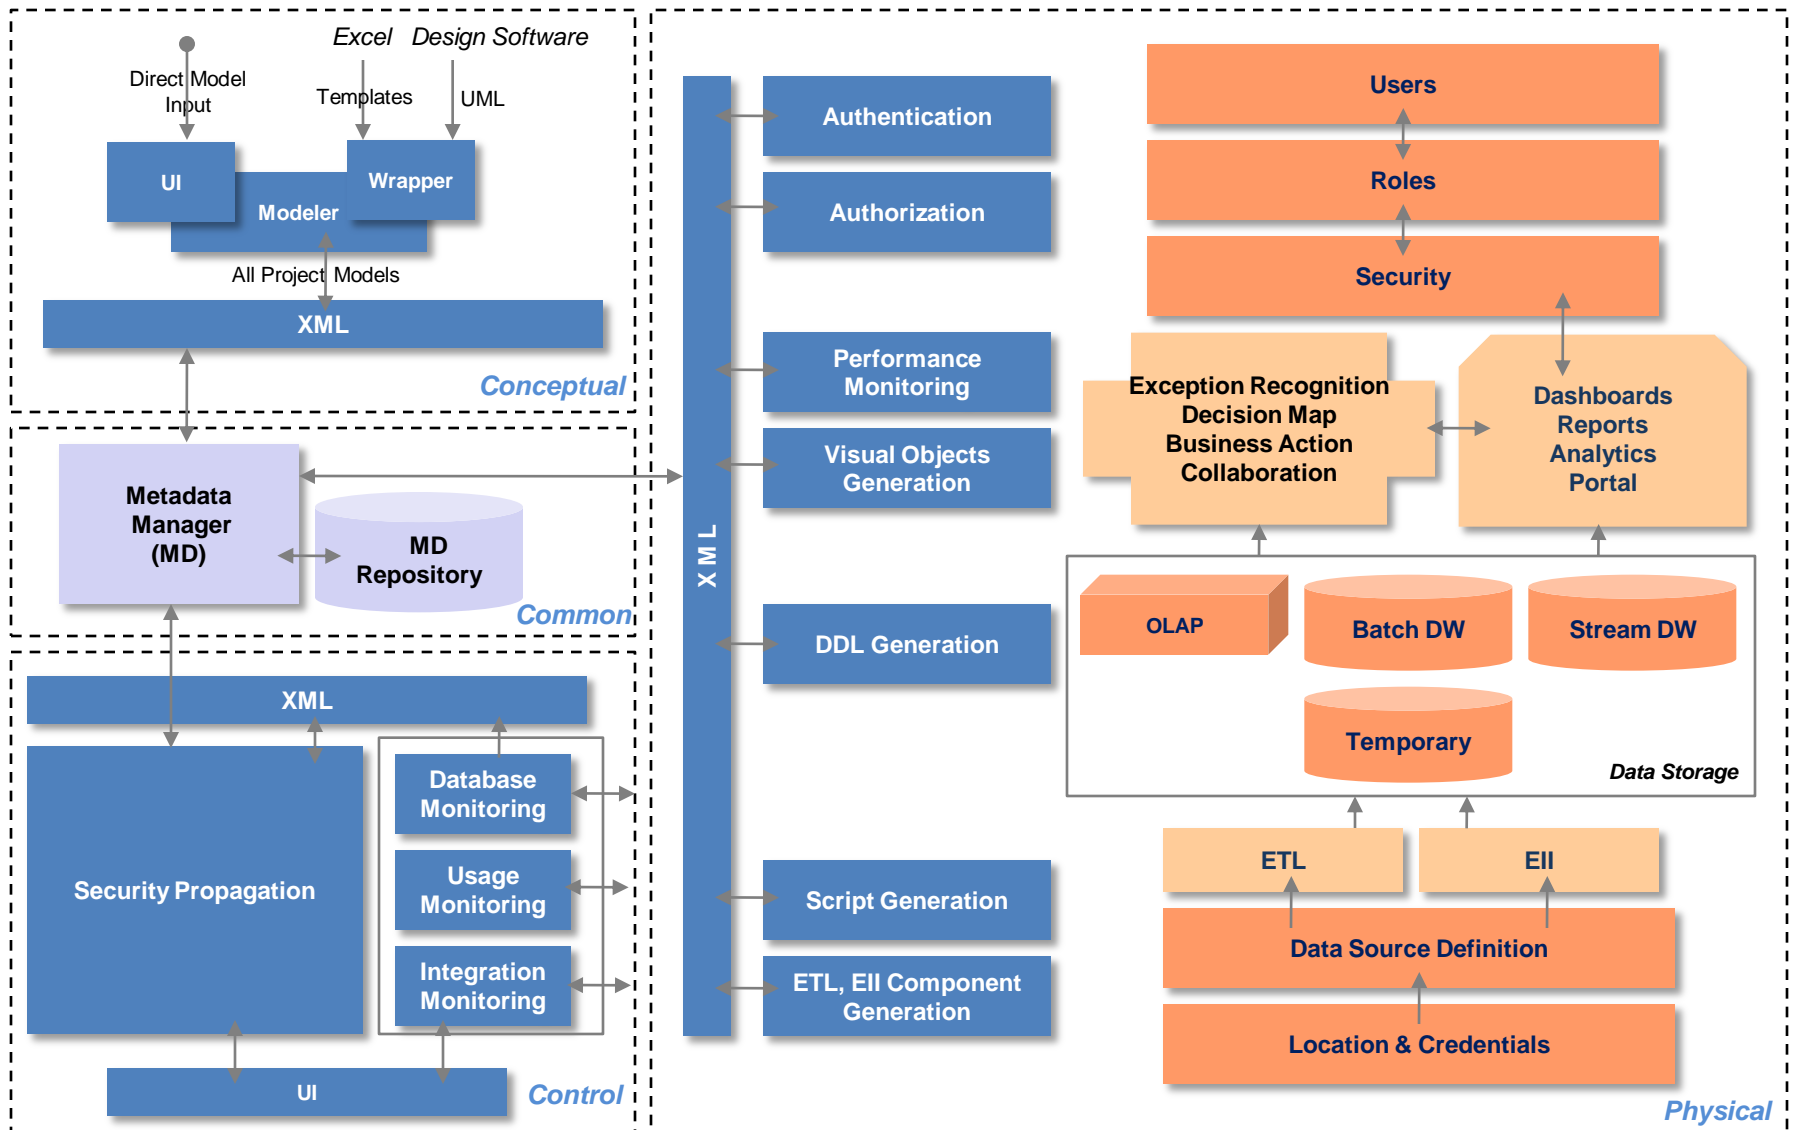 Excel
Design Software
Direct Model
Input
Templates
UML
UI
Wrapper
Modeler
All Project Models
XML
Conceptual
Metadata
Manager
(MD)
MD
Repository
Common
XML
Security Propagation
Database
Monitoring
Usage
Monitoring
Integration
Monitoring
UI
Control
XML
Authentication
Authorization
Performance
Monitoring
Visual Objects
Generation
DDL Generation
Script Generation
ETL, EII Component
Generation
Users
Roles
Security
Exception Recognition
Decision Map
Business Action
Collaboration
Dashboards
Reports
Analytics
Portal
OLAP
Batch DW
Stream DW
Temporary
Data Storage
ETL
EII
Data Source Definition
Location & Credentials
Physical